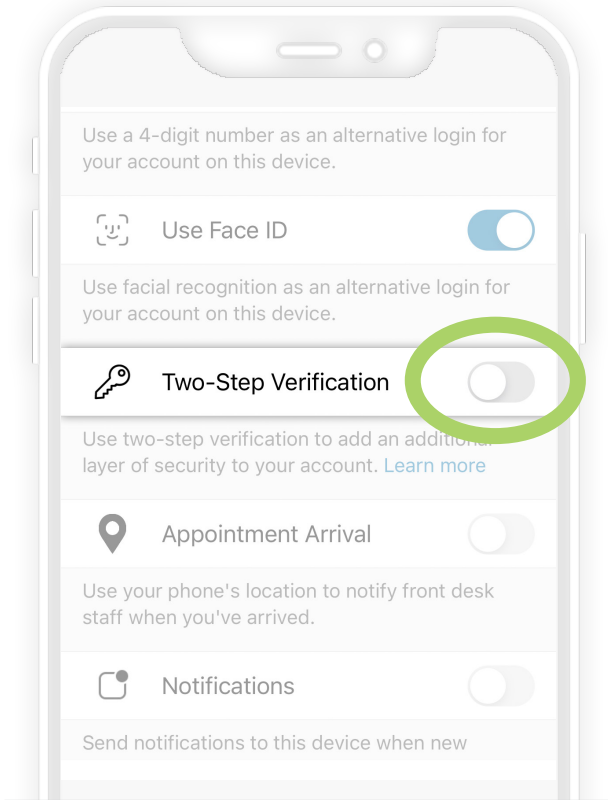 Use a 4-digit number as an alternative login for
your account on this device.
Use Face ID
Use facial recognition as an alternative login for
your account on this device.
Two-Step Verification
Use two-step verification to add an additional
layer of security to your account. Learn more
Appointment Arrival
Use your phone's location to notify front desk
staff when you've arrived.
Notifications
Send notifications to this device when new